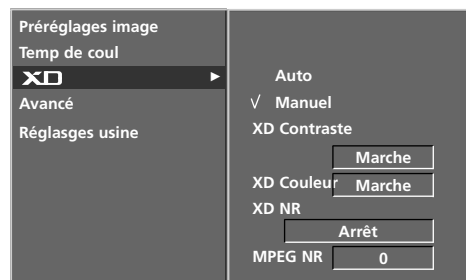 Préréglages image
Temp de coul
XD
Avancé
Réglasges usine
Auto
√ Manuel
XD Contraste
Marche
XD Couleur Marche
XD NR
Arrêt
MPEG NR 0